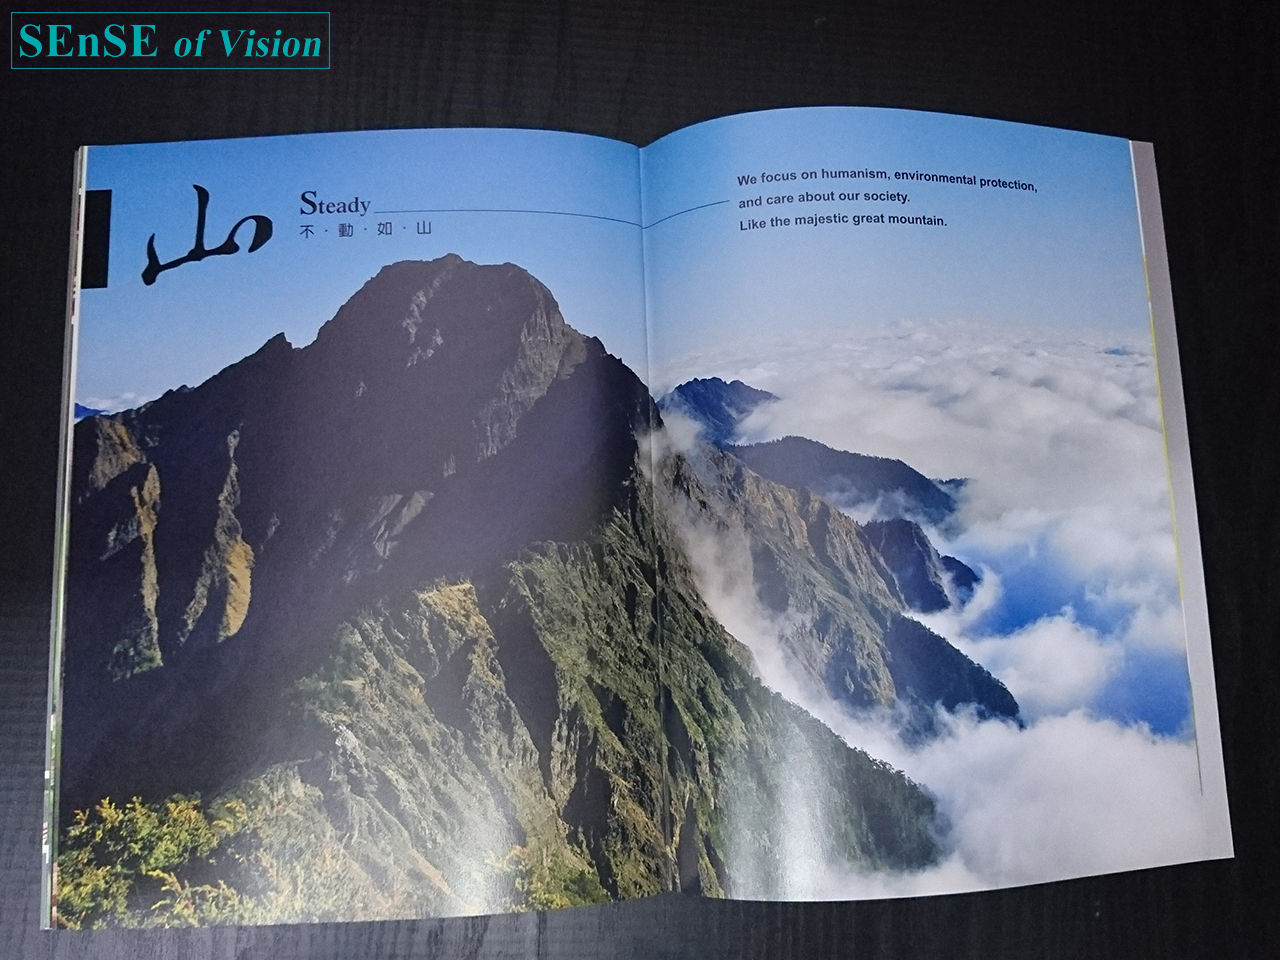 SEnSE of Vision
山
Steady
不·動·如·山
We focus on humanism, environmental protection,
and care about our society.
Like the majestic great mountain.